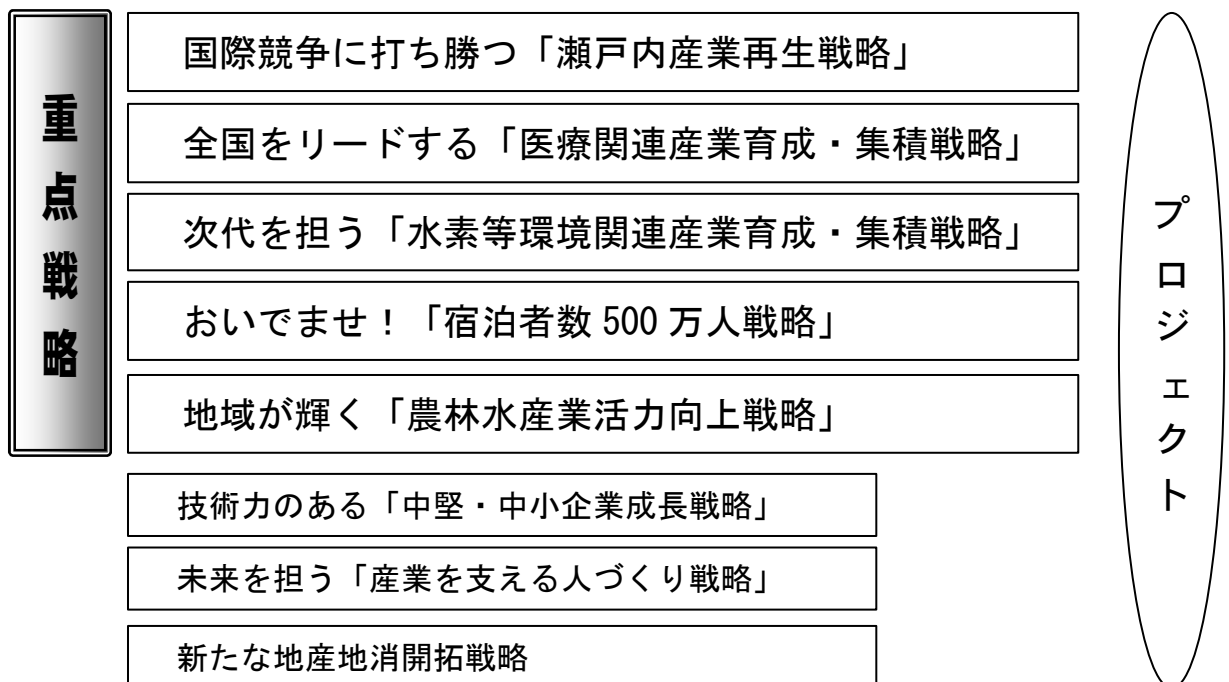 重点戦略
国際競争に打ち勝つ「瀬戸内産業再生戦略」
全国をリードする「医療関連産業育成・集積戦略」
次代を担う「水素等環境関連産業育成・集積戦略」
おいでませ！「宿泊者数 500 万人戦略」
地域が輝く「農林水産業活力向上戦略」
技術力のある「中堅・中小企業成長戦略」
未来を担う「産業を支える人づくり戦略」
新たな地産地消開拓戦略
プロジェクト